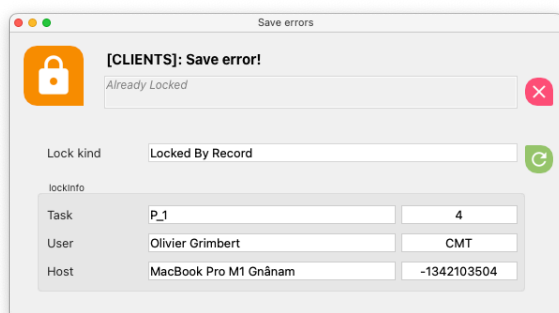 Save errors
[CLIENTS]: Save error!
Already Locked
Lock kind Locked By Record
lockInfo
Task P_1 4
User Olivier Grimbert CMT
Host MacBook Pro M1 Gnânam -1342103504